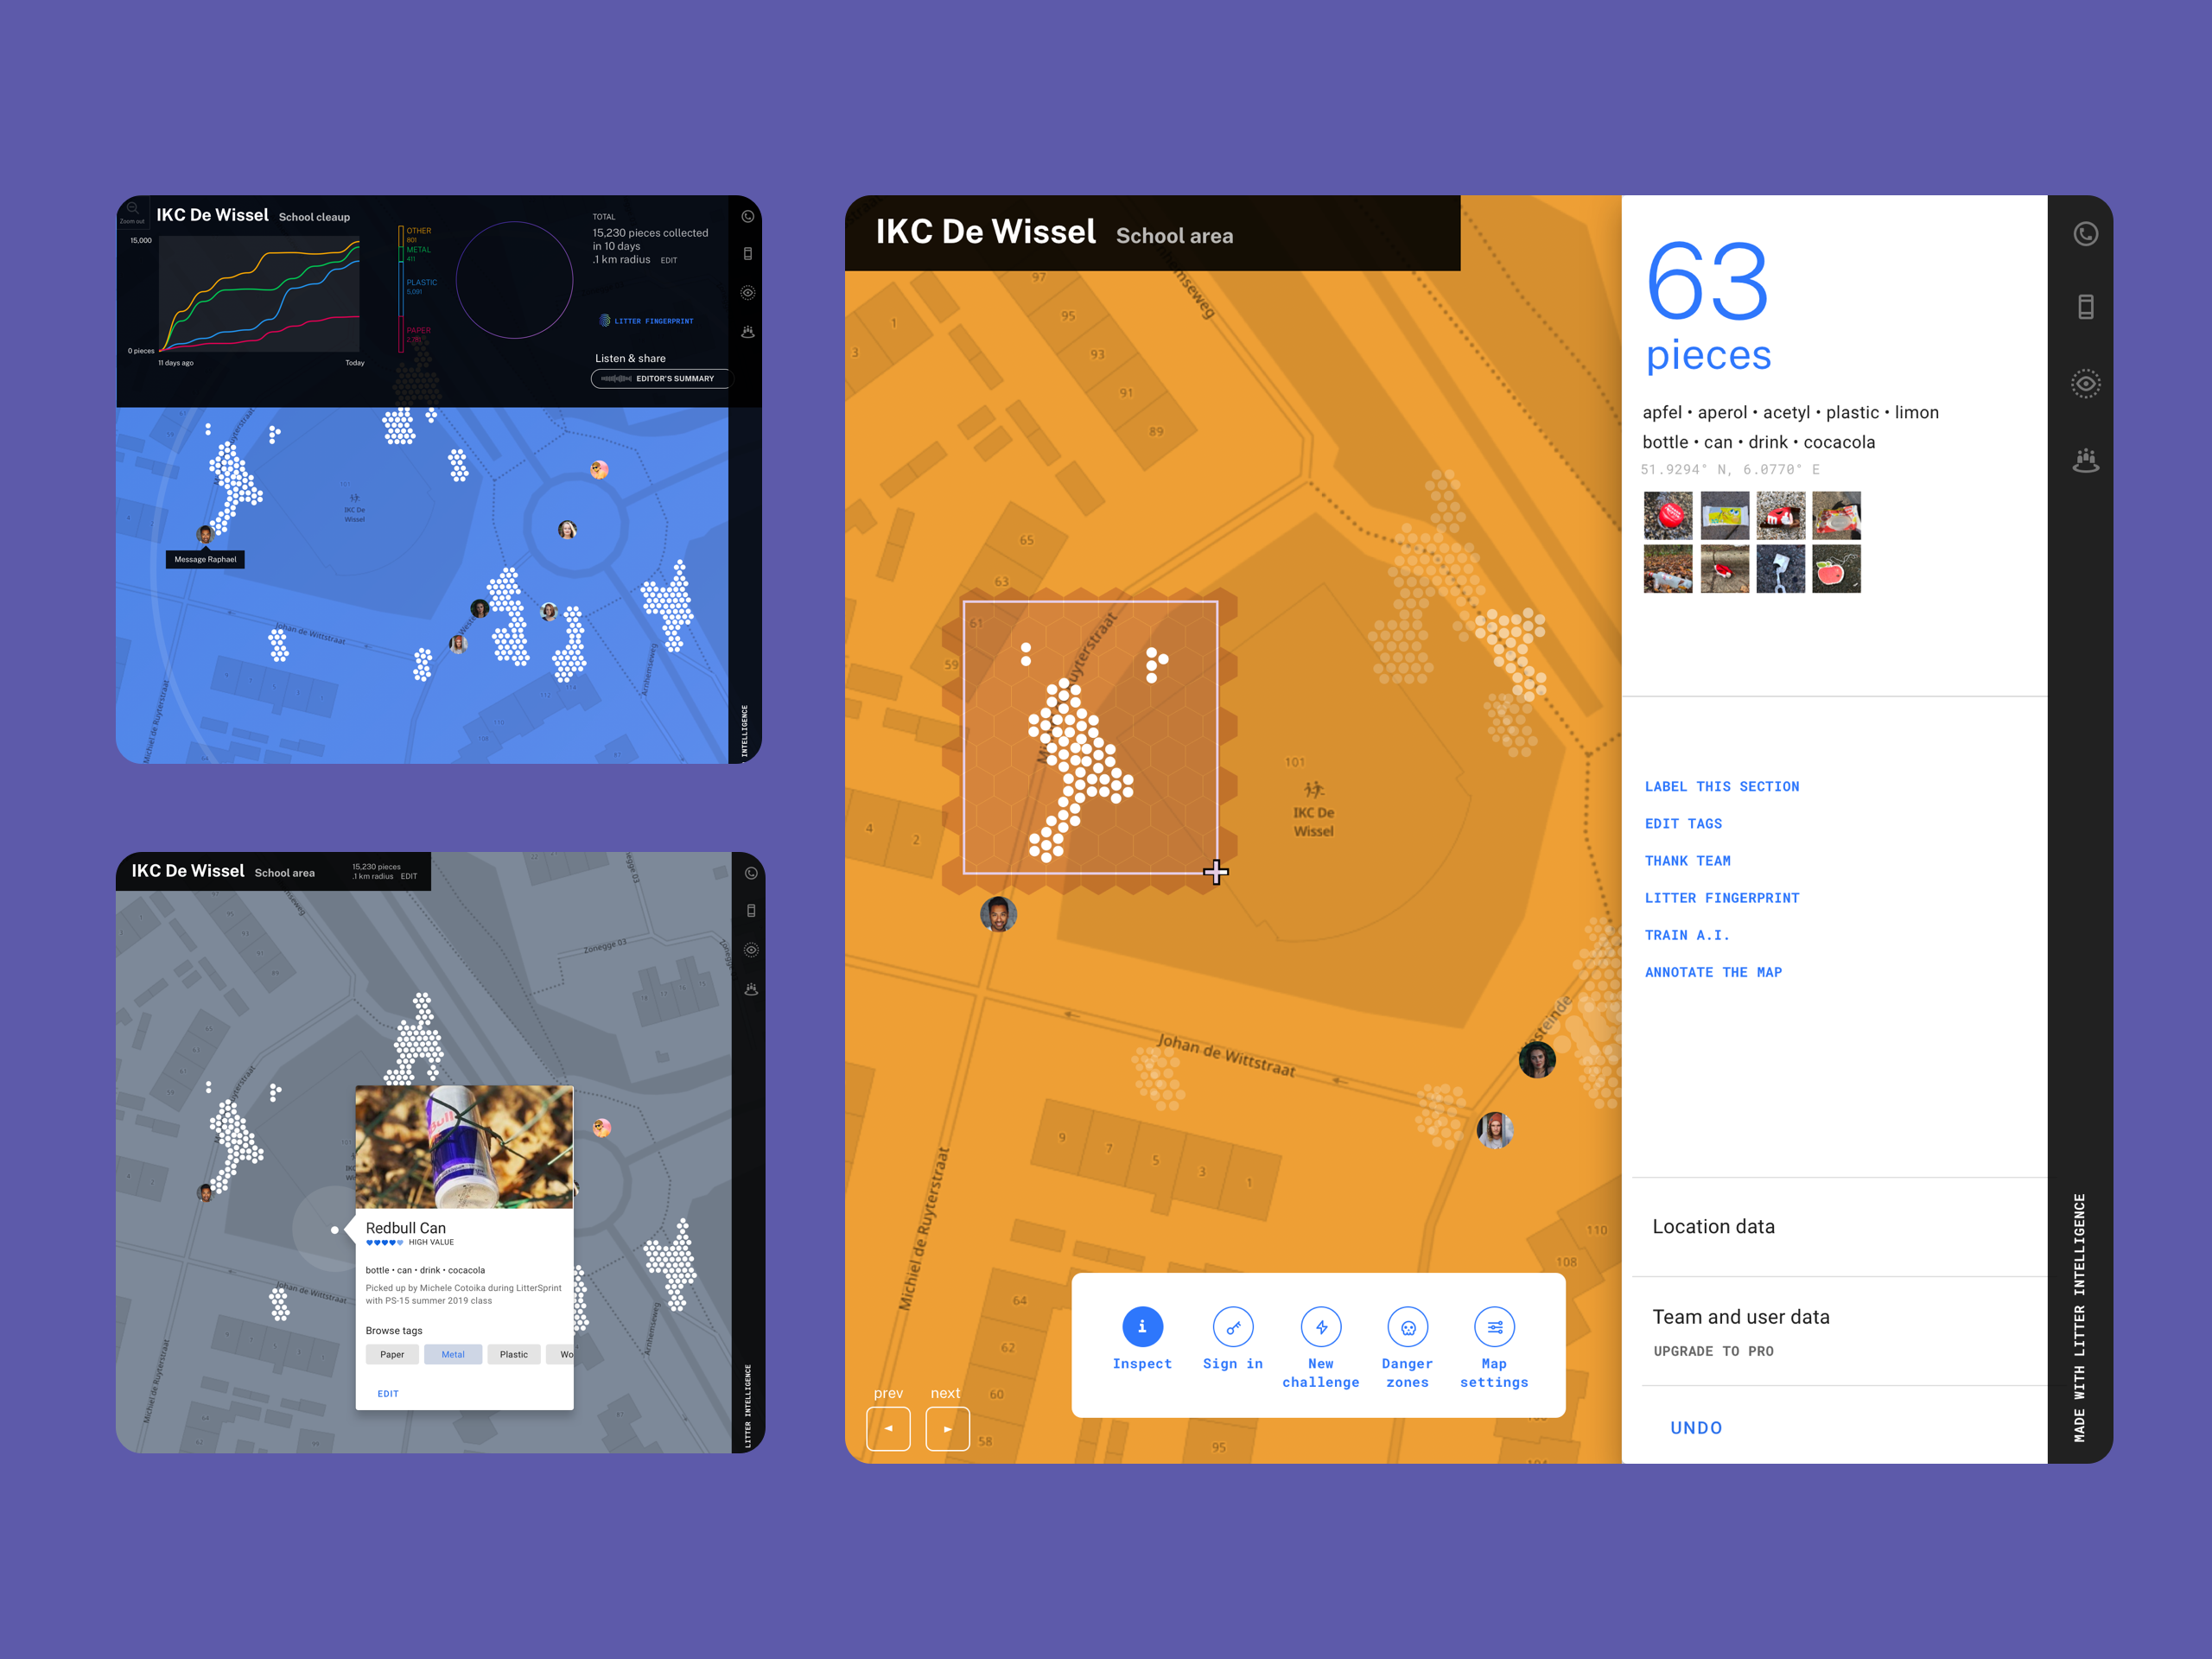 Zoom out
IKC De Wissel School cleaup
15,000
0 pieces
11 days ago
Today
OTHER
801
METAL
411
PLASTIC
5,091
PAPER
TOTAL
15,230 pieces collected
in 10 days
.1 km radius EDIT
LITTER FINGERPRINT
Listen & share
EDITOR'S SUMMARY
101
IKC De
Wissel
Message Raphael
Johan de Wittstraat
Michiel de Ruyterstraat
Arnhemseweg
INTELLIGENCE
IKC De Wissel School area
15,230 pieces
.1 km radius EDIT
Zonegge 03
Redbull Can
HIGH VALUE
bottle • can • drink • cocacola
Picked up by Michele Cotoika during LitterSprint
with PS-15 summer 2019 class
Browse tags
Paper
Metal
Plastic
Wo
EDIT
Johan de Wittstraat
Michiel de Ruyterstraat
Arnhemseweg
LITTER INTELLIGENCE
IKC De Wissel School area
97
95
93
91
89
1
3
65
63
61
59
4
2
101
IKC De
Wissel
Johan de Wittstraat
Michiel de Ruyterstraat
9
7
5
3
1
64
62
60
58
110
108
95
prev
next
Inspect
Sign in
New
challenge
Danger
zones
Map
settings
63
pieces
apfel • aperol • acetyl • plastic • limon
bottle • can • drink • cocacola
51.9294° N, 6.0770° E
LABEL THIS SECTION
EDIT TAGS
THANK TEAM
LITTER FINGERPRINT
TRAIN A.I.
ANNOTATE THE MAP
Location data
Team and user data
UPGRADE TO PRO
UNDO
MADE WITH LITTER INTELLIGENCE